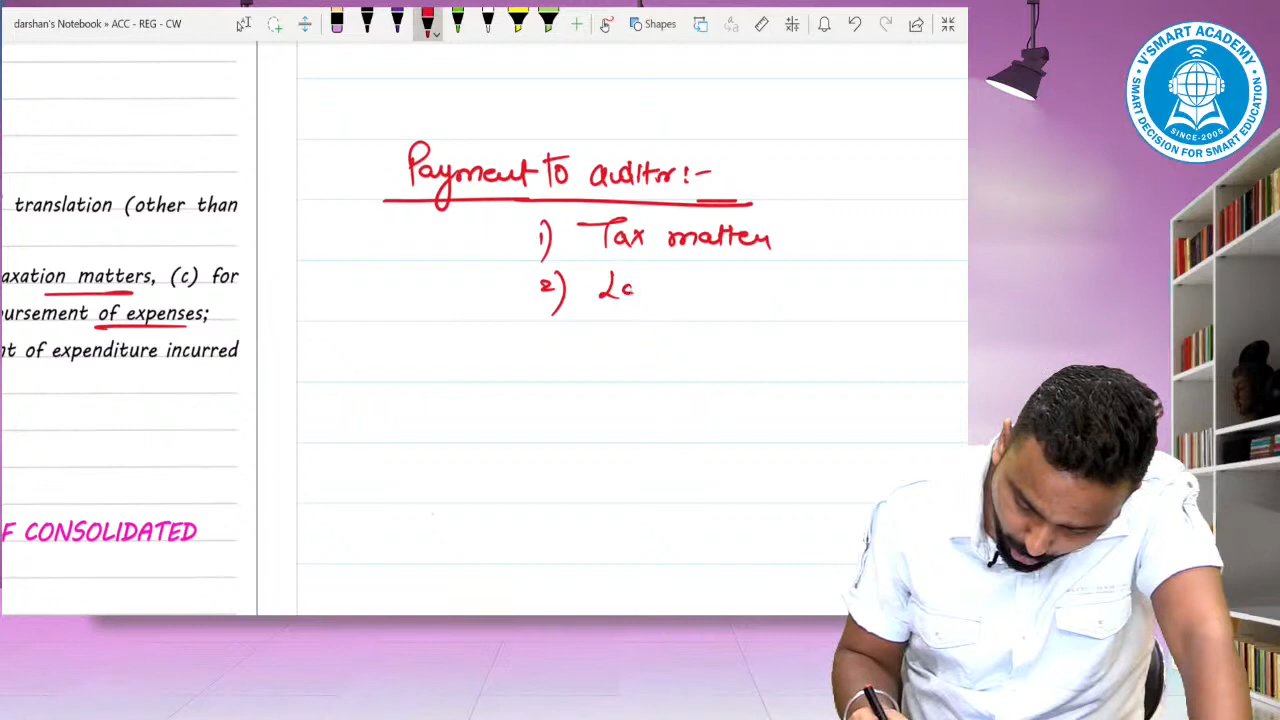 darshan's Notebook » ACC - REG - CW
Shapes
translation (other than
axation matters, (c) for
ursement of expenses;
nt of expenditure incurred
F CONSOLIDATED
Payment To auditor:-
1) Tax matter
2) La
V'SMART ACADEMY
SINCE-2005
SMART DECISION FOR SMART EDUCATION